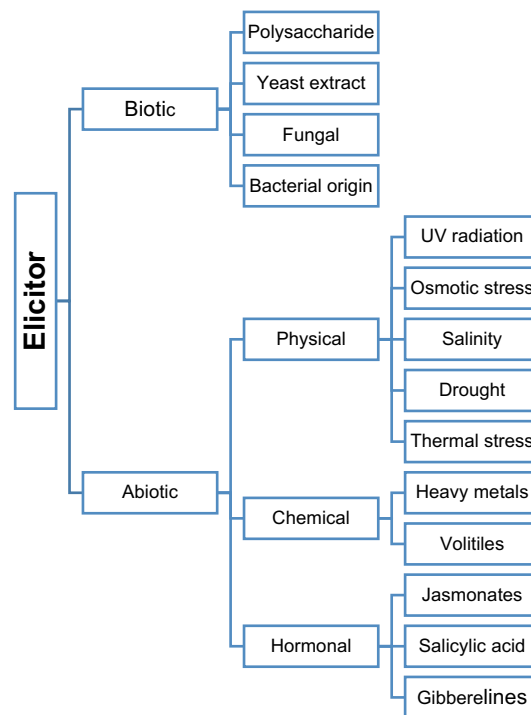 Elicitor
Biotic
Polysaccharide
Yeast extract
Fungal
Bacterial origin
Abiotic
Physical
UV radiation
Osmotic stress
Salinity
Drought
Thermal stress
Chemical
Heavy metals
Volitiles
Hormonal
Jasmonates
Salicylic acid
Gibberelines